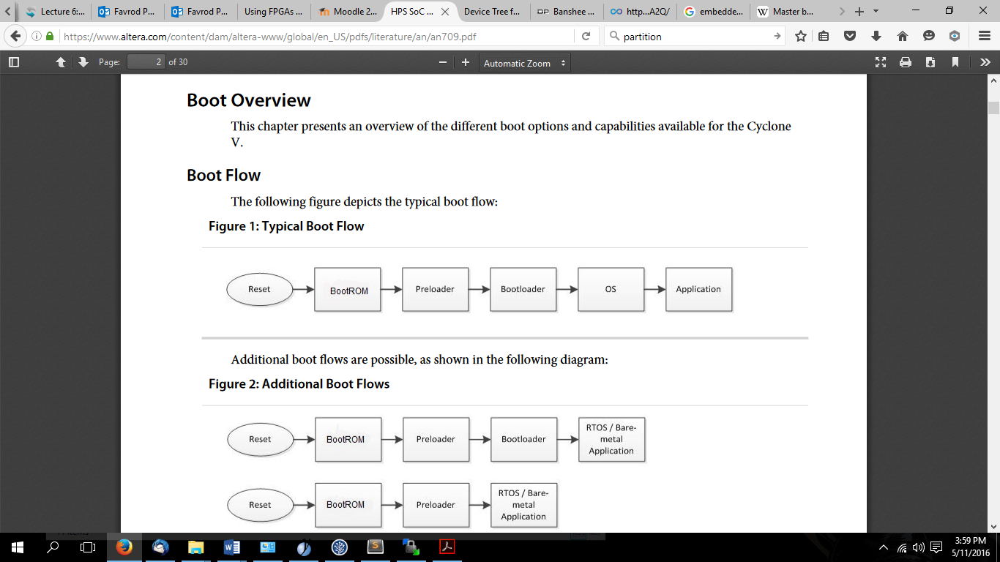 Lecture 6:...
Favrod P...
Favrod P...
Using FPGAs ...
Moodle 2...
HPS SoC ...
Device Tree f...
Banshee ...
http...A2Q/
embedde...
Master b...
https://www.altera.com/content/dam/altera-www/global/en_US/pdfs/literature/an/an709.pdf
partition
Page: 2 of 30
Automatic Zoom
Boot Overview
This chapter presents an overview of the different boot options and capabilities available for the Cyclone
V.
Boot Flow
The following figure depicts the typical boot flow:
Figure 1: Typical Boot Flow
Reset
BootROM
Preloader
Bootloader
OS
Application
Additional boot flows are possible, as shown in the following diagram:
Figure 2: Additional Boot Flows
Reset
BootROM
Preloader
Bootloader
RTOS / Bare-
metal
Application
Reset
BootROM
Preloader
RTOS / Bare-
metal
Application
3:59 PM
5/11/2016